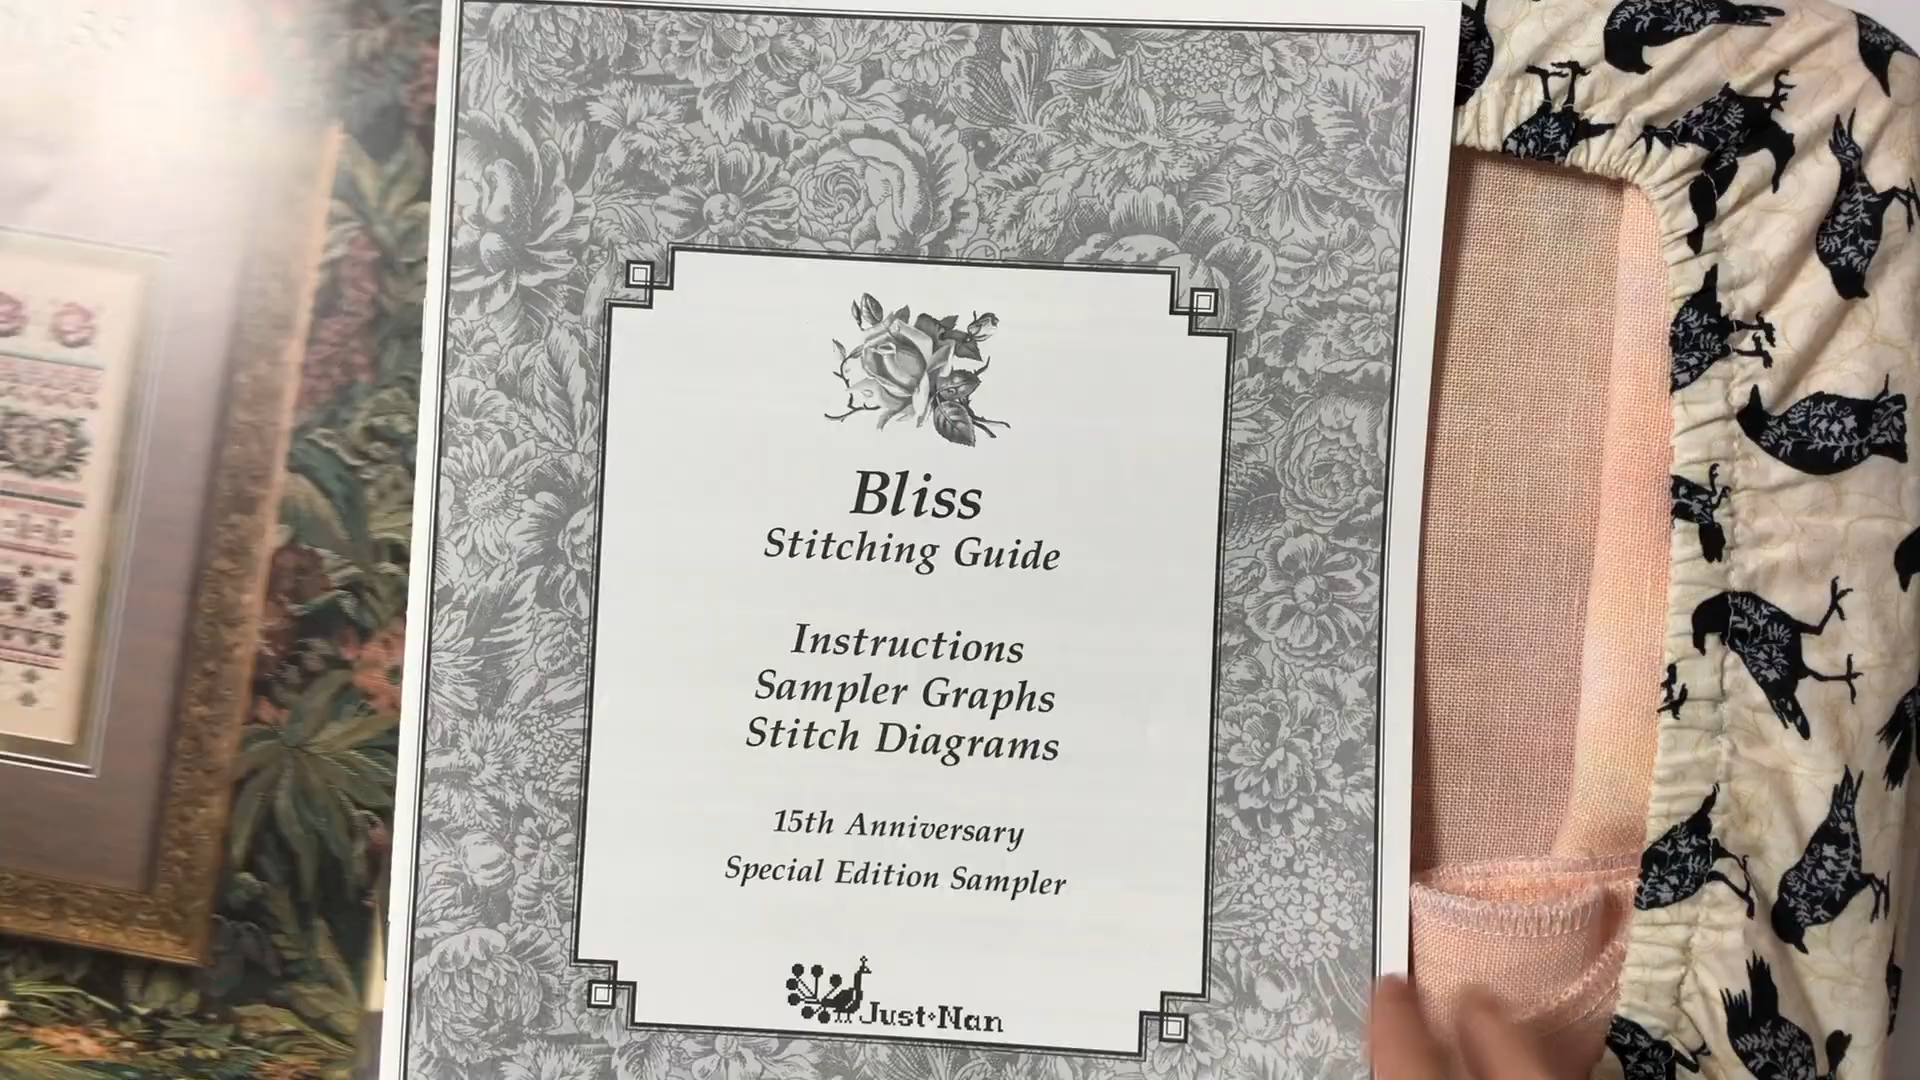 Bliss
Stitching Guide
Instructions
Sampler Graphs
Stitch Diagrams
15th Anniversary
Special Edition Sampler
Just·Nan